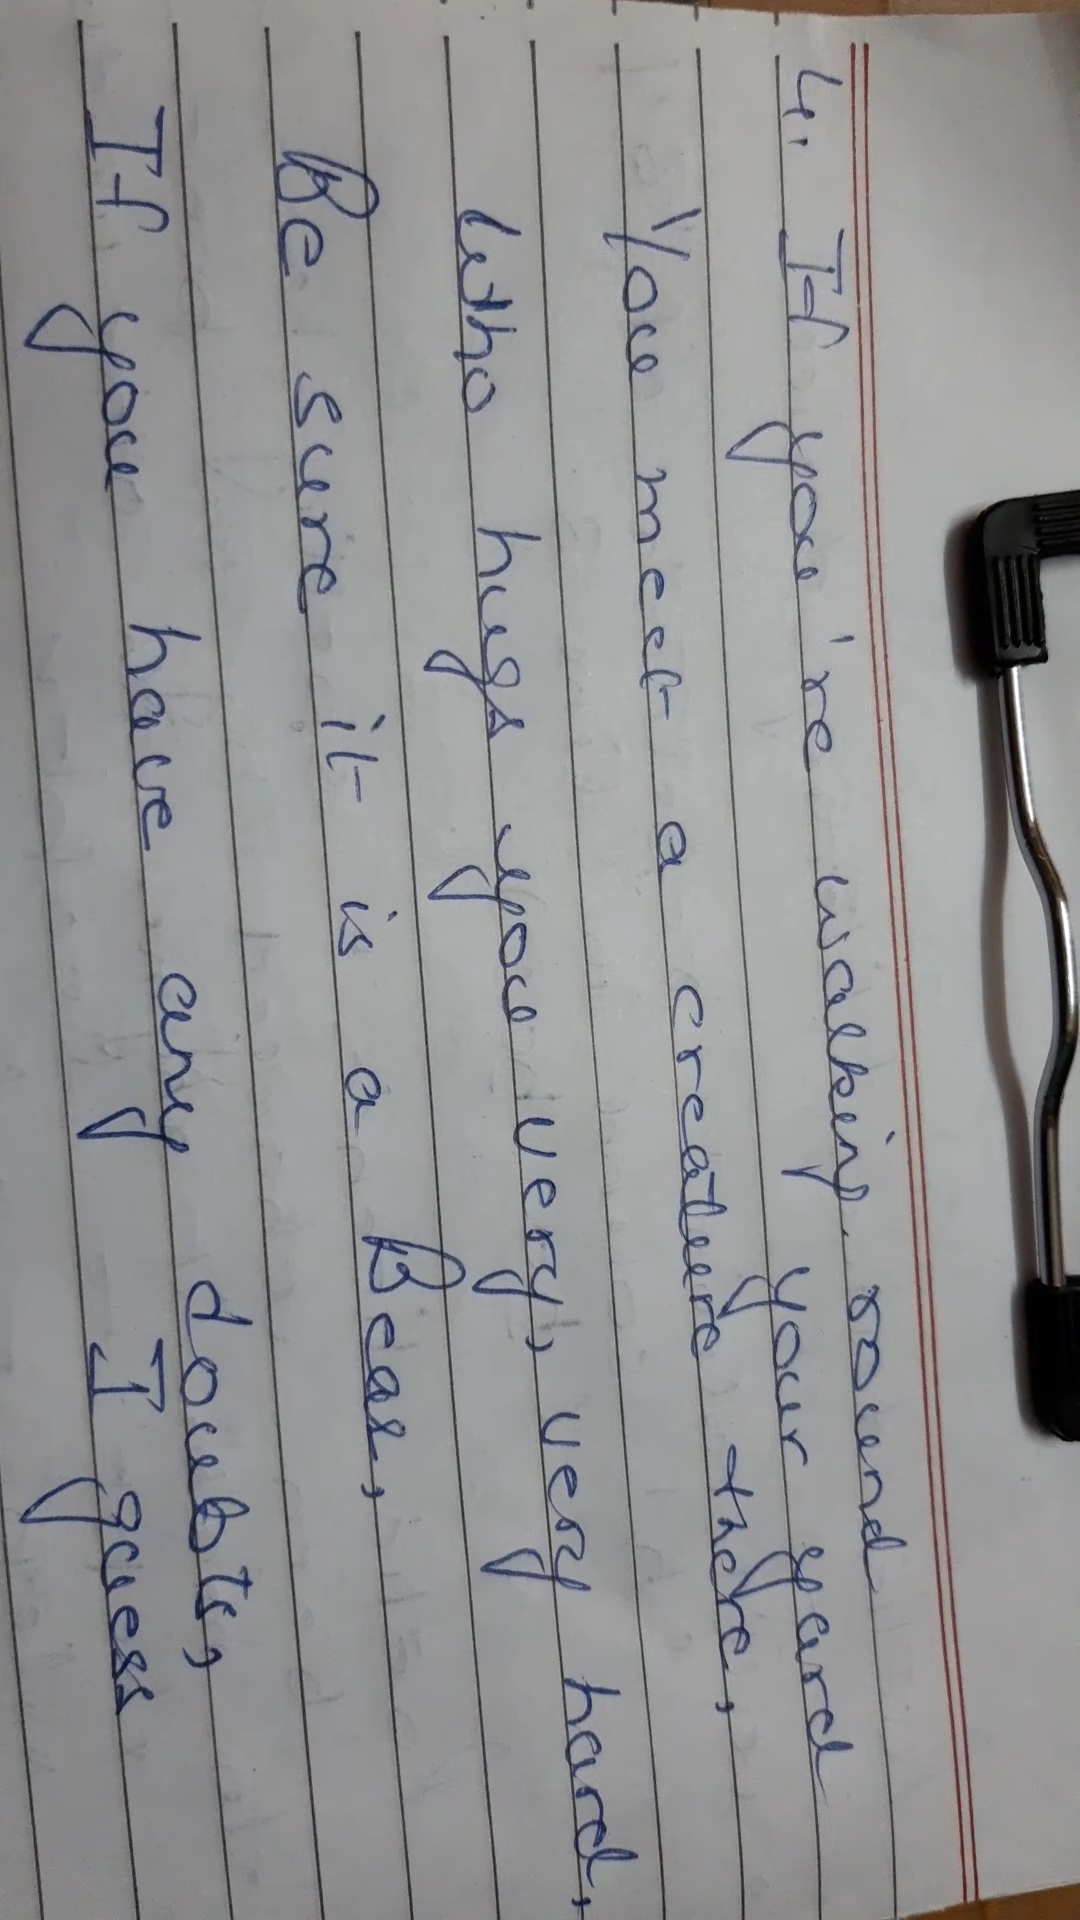 4. If you're walking round
your yard
You meet a creature there,
Who hugs you very, very hard,
Be sure it is a Bear,
If you have any doubts,
I guess